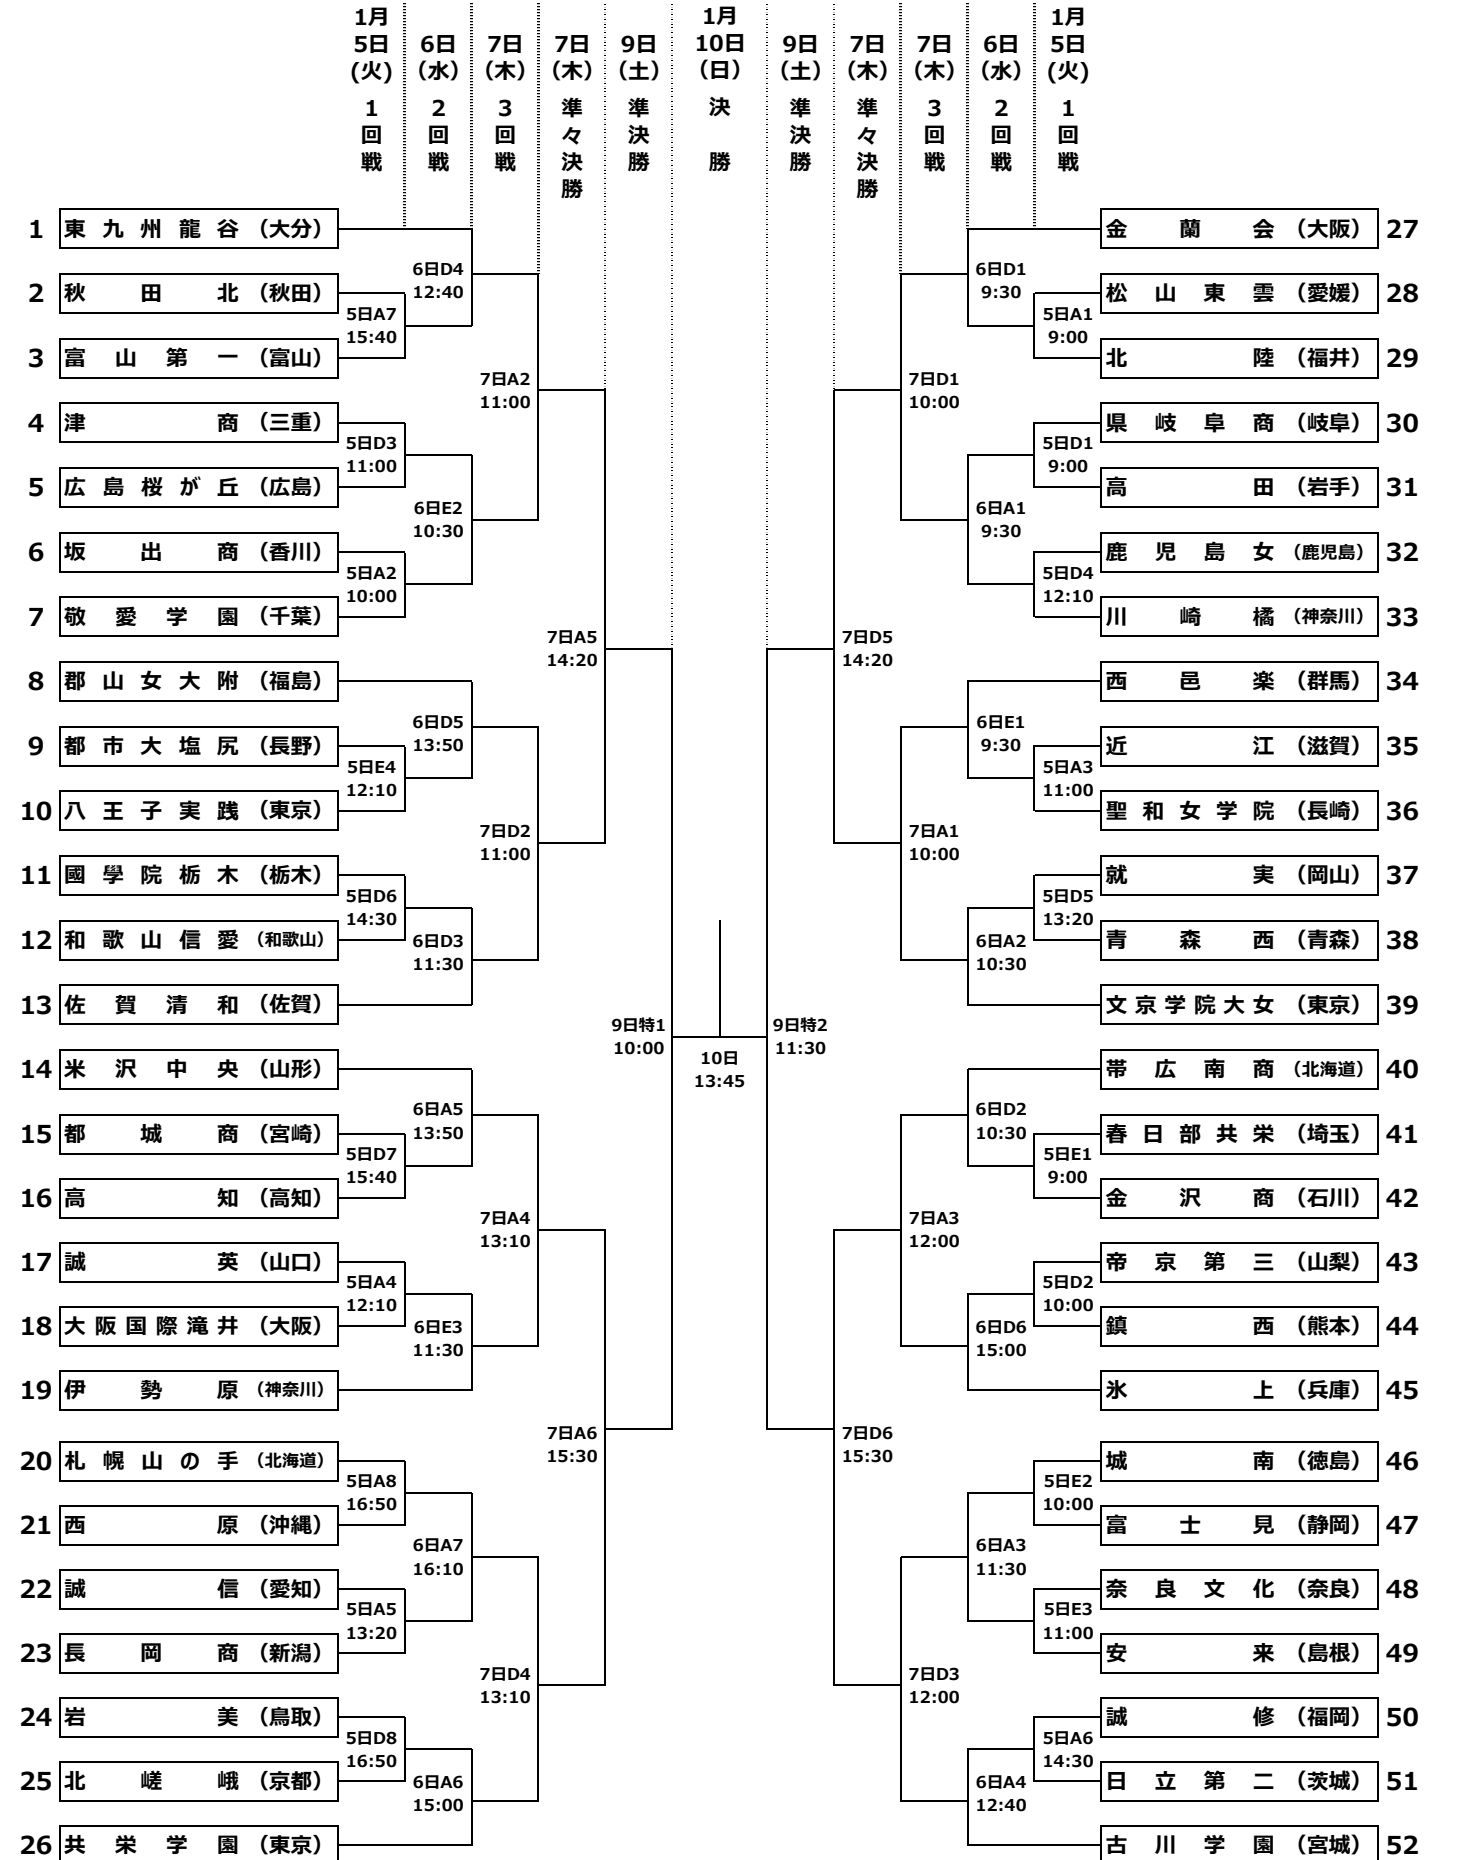 1月 5日 (火) 1回戦
6日 (水) 2回戦
7日 (木) 3回戦
7日 (木) 準々決勝
9日 (土) 準決勝
1月 10日 (日) 決勝
9日 (土) 準決勝
7日 (木) 準々決勝
7日 (木) 3回戦
6日 (水) 2回戦
1月 5日 (火) 1回戦
1 東九州龍谷 (大分)
6日D4
12:40
2 秋田北 (秋田)
5日A7
15:40
3 富山第一 (富山)
7日A2
11:00
4 津商 (三重)
5日D3
11:00
5 広島桜が丘 (広島)
6日E2
10:30
6 坂出商 (香川)
5日A2
10:00
7 敬愛学園 (千葉)
7日A5
14:20
8 郡山女大附 (福島)
6日D5
13:50
9 都市大塩尻 (長野)
5日E4
12:10
10 八王子実践 (東京)
7日D2
11:00
11 國學院栃木 (栃木)
5日D6
14:30
12 和歌山信愛 (和歌山)
6日D3
11:30
13 佐賀清和 (佐賀)
9日特1
10:00
14 米沢中央 (山形)
6日A5
13:50
15 都城商 (宮崎)
5日D7
15:40
16 高知 (高知)
7日A4
13:10
17 誠英 (山口)
5日A4
12:10
18 大阪国際滝井 (大阪)
6日E3
11:30
19 伊勢原 (神奈川)
7日A6
15:30
20 札幌山の手 (北海道)
5日A8
16:50
21 西原 (沖縄)
6日A7
16:10
22 誠信 (愛知)
5日A5
13:20
23 長岡商 (新潟)
7日D4
13:10
24 岩美 (鳥取)
5日D8
16:50
25 北嵯峨 (京都)
6日A6
15:00
26 共栄学園 (東京)
10日
13:45
金蘭会 (大阪) 27
6日D1
9:30
松山東雲 (愛媛) 28
5日A1
9:00
北陸 (福井) 29
7日D1
10:00
県岐阜商 (岐阜) 30
5日D1
9:00
高田 (岩手) 31
6日A1
9:30
鹿児島女 (鹿児島) 32
5日D4
12:10
川崎橘 (神奈川) 33
7日D5
14:20
西邑楽 (群馬) 34
6日E1
9:30
近江 (滋賀) 35
5日A3
11:00
聖和女学院 (長崎) 36
7日A1
10:00
就実 (岡山) 37
5日D5
13:20
青森西 (青森) 38
6日A2
10:30
文京学院大女 (東京) 39
9日特2
11:30
帯広南商 (北海道) 40
6日D2
10:30
春日部共栄 (埼玉) 41
5日E1
9:00
金沢商 (石川) 42
7日A3
12:00
帝京第三 (山梨) 43
5日D2
10:00
鎮西 (熊本) 44
6日D6
15:00
氷上 (兵庫) 45
7日D6
15:30
城南 (徳島) 46
5日E2
10:00
富士見 (静岡) 47
6日A3
11:30
奈良文化 (奈良) 48
5日E3
11:00
安来 (島根) 49
7日D3
12:00
誠修 (福岡) 50
5日A6
14:30
日立第二 (茨城) 51
6日A4
12:40
古川学園 (宮城) 52